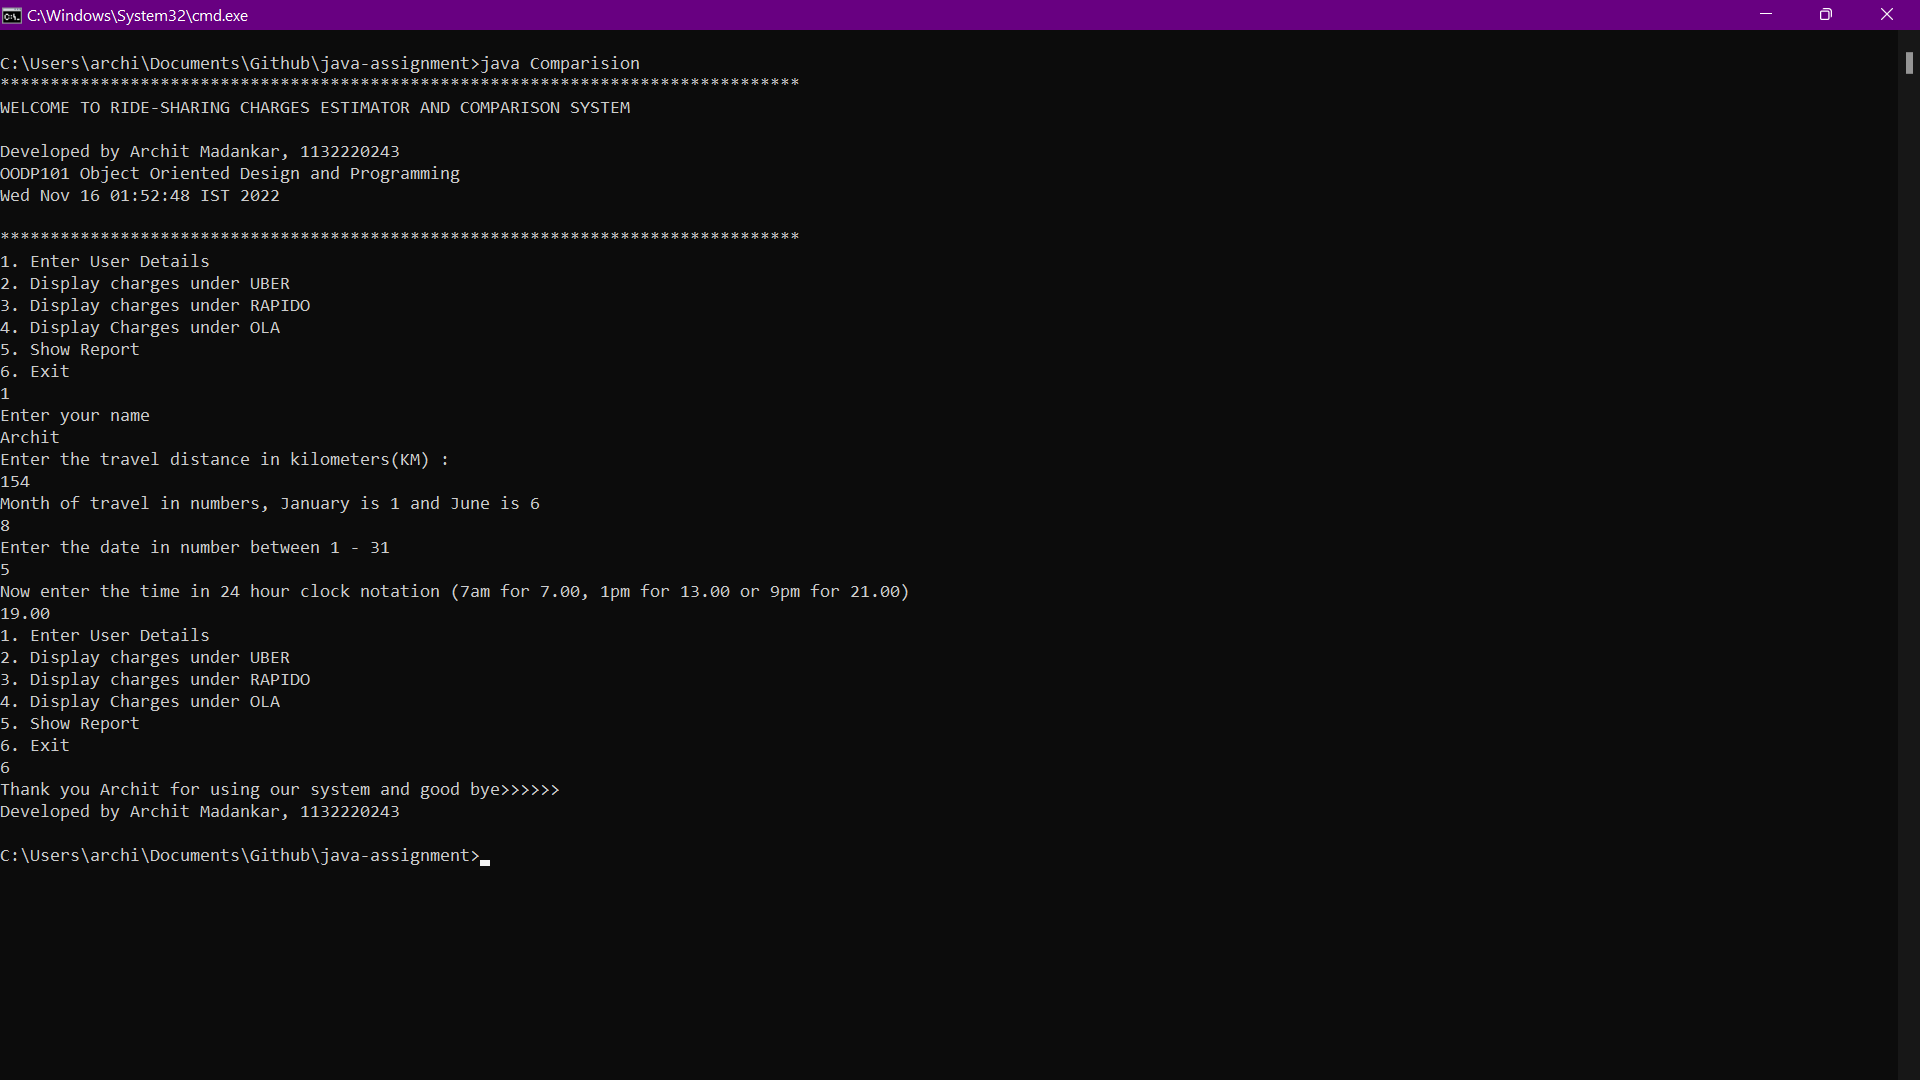 C:\Windows\System32\cmd.exe
C:\Users\archi\Documents\Github\java-assignment>java Comparision
********************************************************************************
WELCOME TO RIDE-SHARING CHARGES ESTIMATOR AND COMPARISON SYSTEM
Developed by Archit Madankar, 1132220243
OODP101 Object Oriented Design and Programming
Wed Nov 16 01:52:48 IST 2022
********************************************************************************
1. Enter User Details
2. Display charges under UBER
3. Display charges under RAPIDO
4. Display Charges under OLA
5. Show Report
6. Exit
1
Enter your name
Archit
Enter the travel distance in kilometers(KM) :
154
Month of travel in numbers, January is 1 and June is 6
8
Enter the date in number between 1 - 31
5
Now enter the time in 24 hour clock notation (7am for 7.00, 1pm for 13.00 or 9pm for 21.00)
19.00
1. Enter User Details
2. Display charges under UBER
3. Display charges under RAPIDO
4. Display Charges under OLA
5. Show Report
6. Exit
6
Thank you Archit for using our system and good bye>>>>>>
Developed by Archit Madankar, 1132220243
C:\Users\archi\Documents\Github\java-assignment>